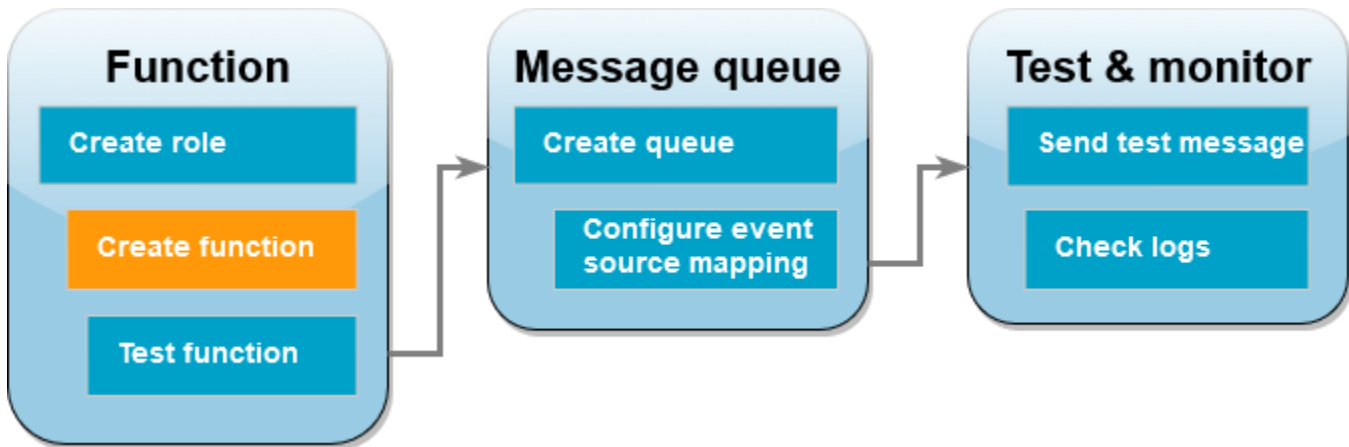 Function
Create role
Create function
Test function
Message queue
Create queue
Configure event
source mapping
Test & monitor
Send test message
Check logs